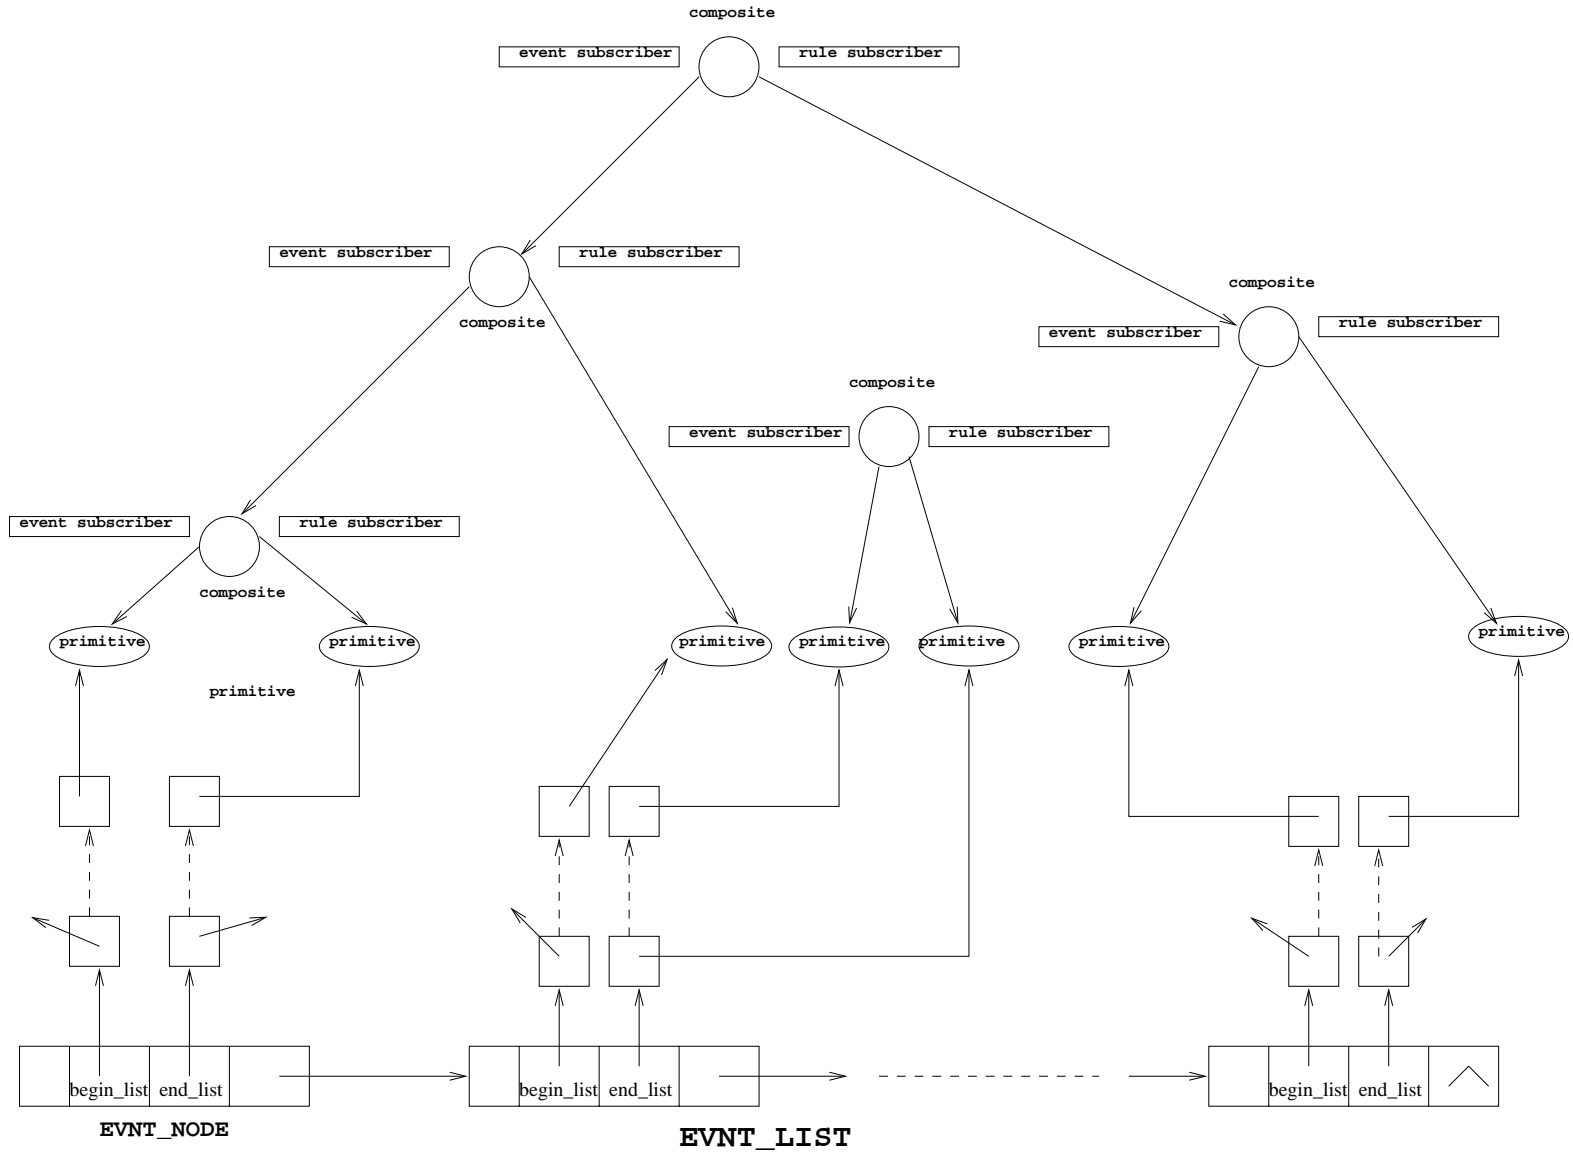 composite
event subscriber
rule subscriber
event subscriber
rule subscriber
composite
composite
event subscriber
rule subscriber
composite
event subscriber
rule subscriber
event subscriber
rule subscriber
composite
primitive
primitive
primitive
primitive
primitive
primitive
primitive
primitive
begin_list
end_list
begin_list
end_list
begin_list
end_list
EVNT_NODE
EVNT_LIST